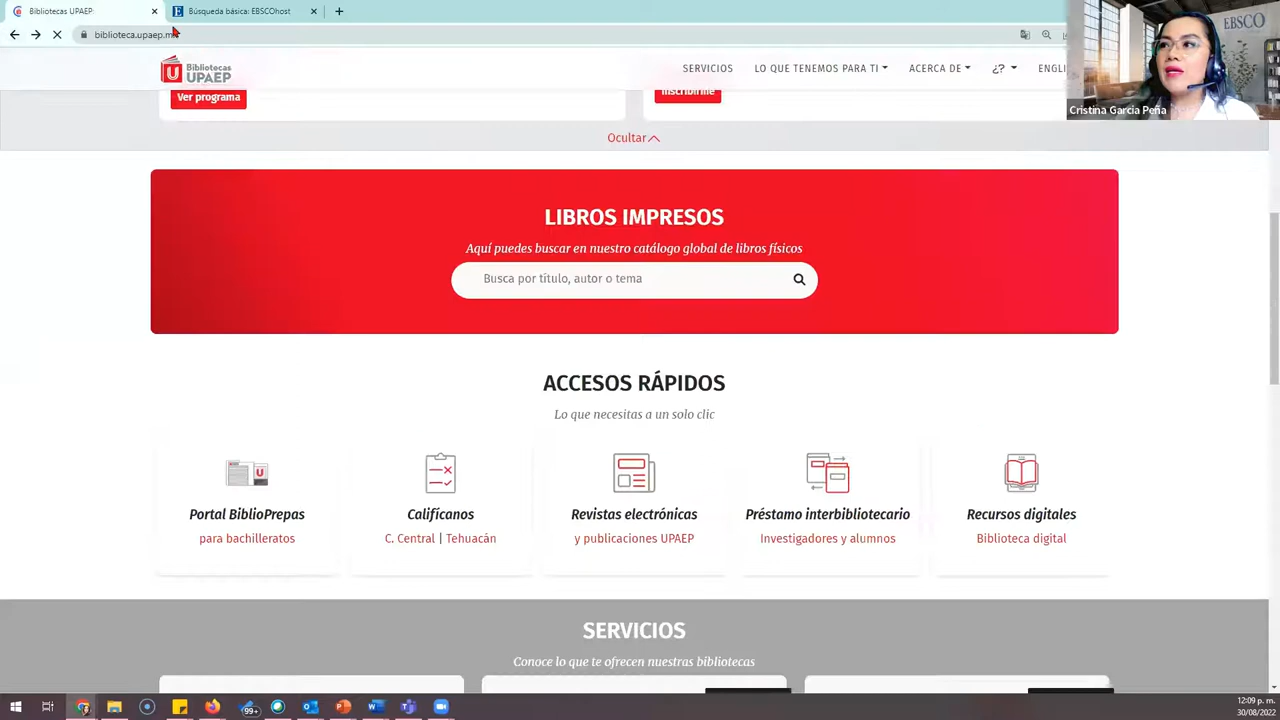 Bibliotecas UPAEP:
Búsqueda básica: EBSCOhost
biblioteca.upaep.m
EBSCO
Bibliotecas
UPAEP
SERVICIOS
LO QUE TENEMOS PARA TI
ACERCA DE
¿?
ENGLI
Cristina Garcia Peña
Ver programa
Inscribirme
Ocultar
LIBROS IMPRESOS
Aquí puedes buscar en nuestro catálogo global de libros físicos
Busca por título, autor o tema
ACCESOS RÁPIDOS
Lo que necesitas a un solo clic
Portal BiblioPrepas
para bachilleratos
Califícanos
C. Central | Tehuacán
Revistas electrónicas
y publicaciones UPAEP
Préstamo interbibliotecario
Investigadores y alumnos
Recursos digitales
Biblioteca digital
SERVICIOS
Conoce lo que te ofrecen nuestras bibliotecas
99+
12:09 p. m.
30/08/2022